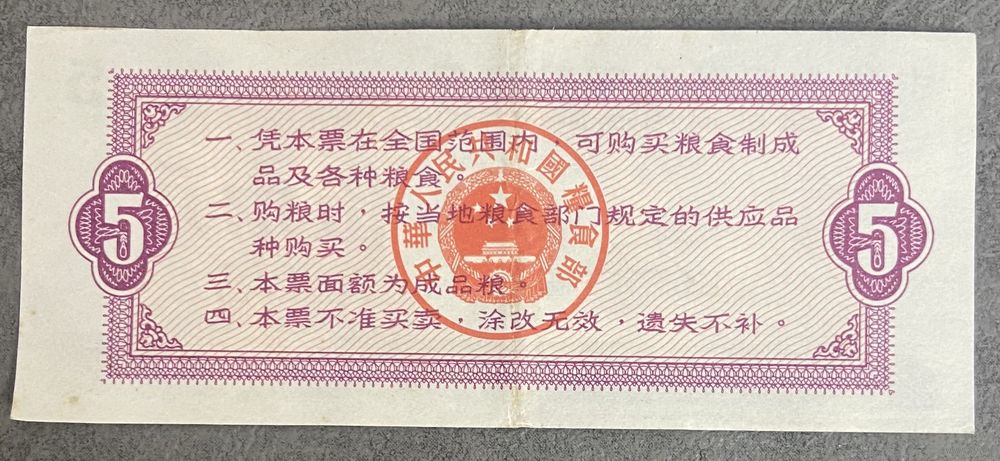 一、凭本票在全国范围内，可购买粮食制成
品及各种粮食。
二、购粮时，按当地粮食部门规定的供应品
种购买。
三、本票面额为成品粮。
四、本票不准买卖，涂改无效，遗失不补。
中華人民共和國糧食部
5
5